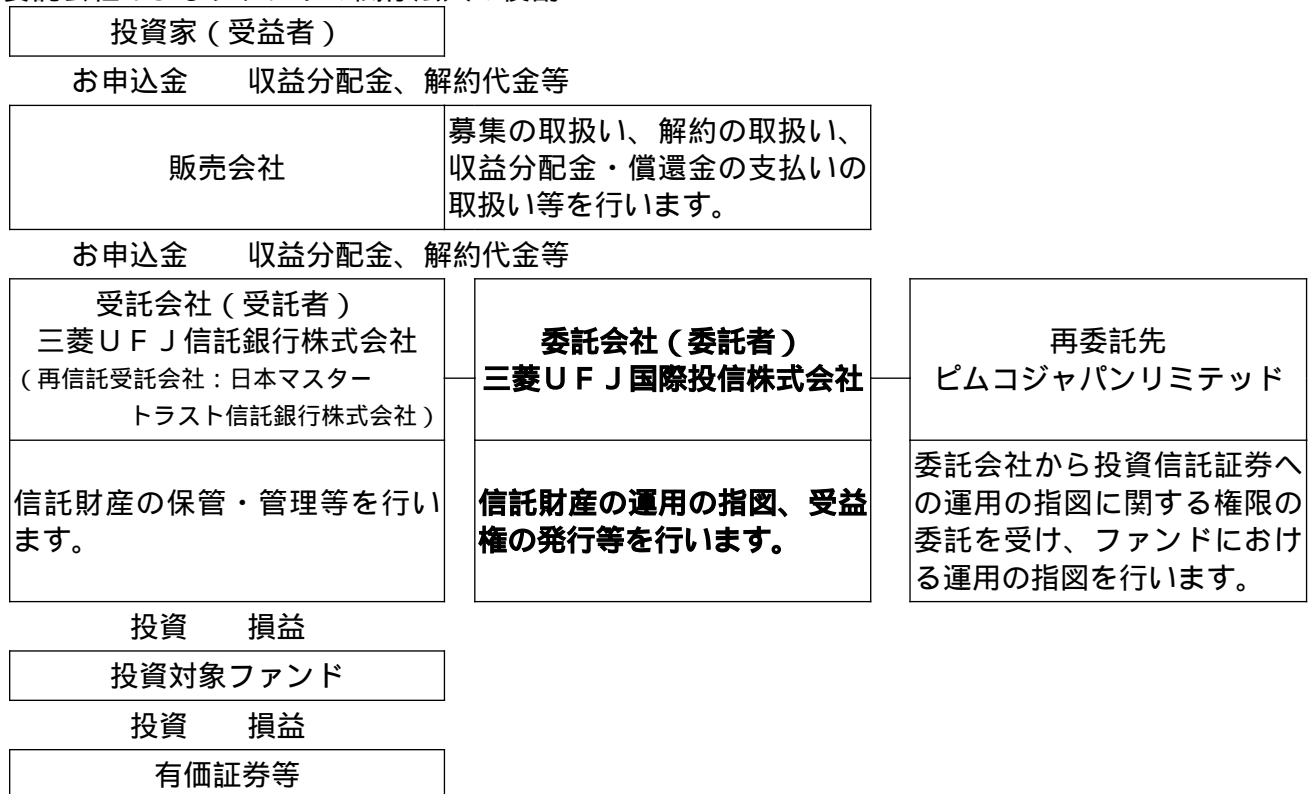 投資家（受益者）
お申込金　　収益分配金、解約代金等
販売会社
募集の取扱い、解約の取扱い、
収益分配金・償還金の支払いの
取扱い等を行います。
お申込金　　収益分配金、解約代金等
受託会社（受託者）
三菱ＵＦＪ信託銀行株式会社
（再信託受託会社：日本マスター
トラスト信託銀行株式会社）
委託会社（委託者）
三菱ＵＦＪ国際投信株式会社
再委託先
ピムコジャパンリミテッド
信託財産の保管・管理等を行い
ます。
信託財産の運用の指図、受益
権の発行等を行います。
委託会社から投資信託証券へ
の運用の指図に関する権限の
委託を受け、ファンドにおけ
る運用の指図を行います。
投資　　損益
投資対象ファンド
投資　　損益
有価証券等